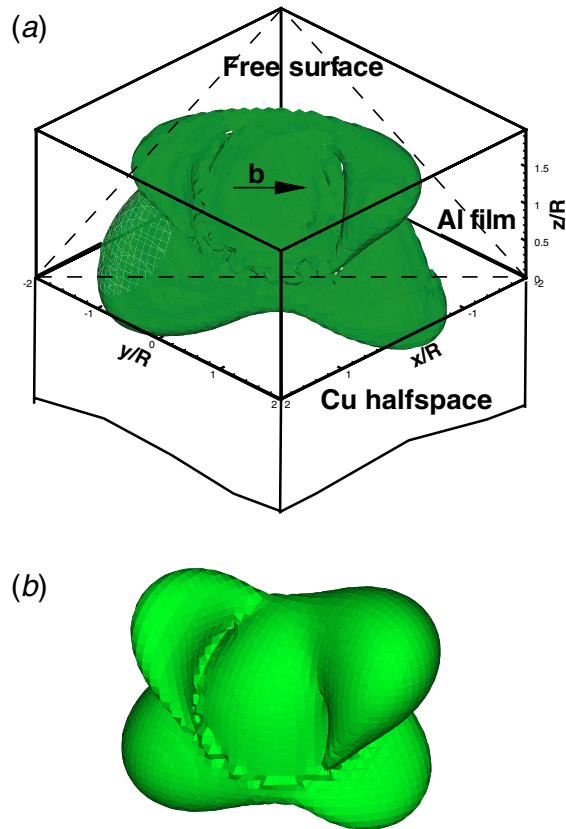 (a)
Free surface
b
1.5
1
0.5
0
z/R
Al film
-2
-2
-1
-1
0
y/R
x/R
1
1
2
2
Cu halfspace
(b)